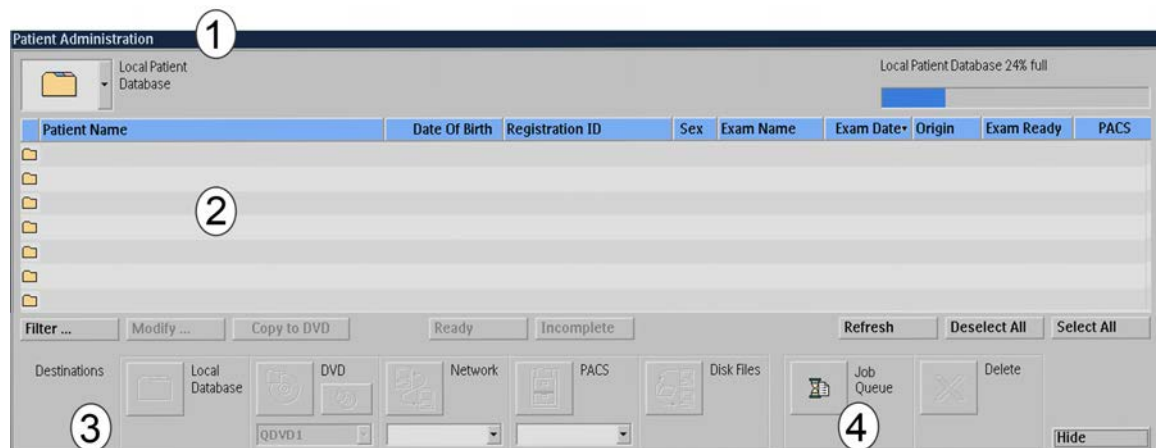 1
Patient Administration
Local Patient
Database
Local Patient Database 24% full
Patient Name Date Of Birth Registration ID Sex Exam Name Exam Date Origin Exam Ready PACS
2
Filter ... Modify ... Copy to DVD Ready Incomplete Refresh Deselect All Select All
Destinations Local
Database DVD Network PACS Disk Files Job
Queue Delete
QDVD1
3 4
Hide